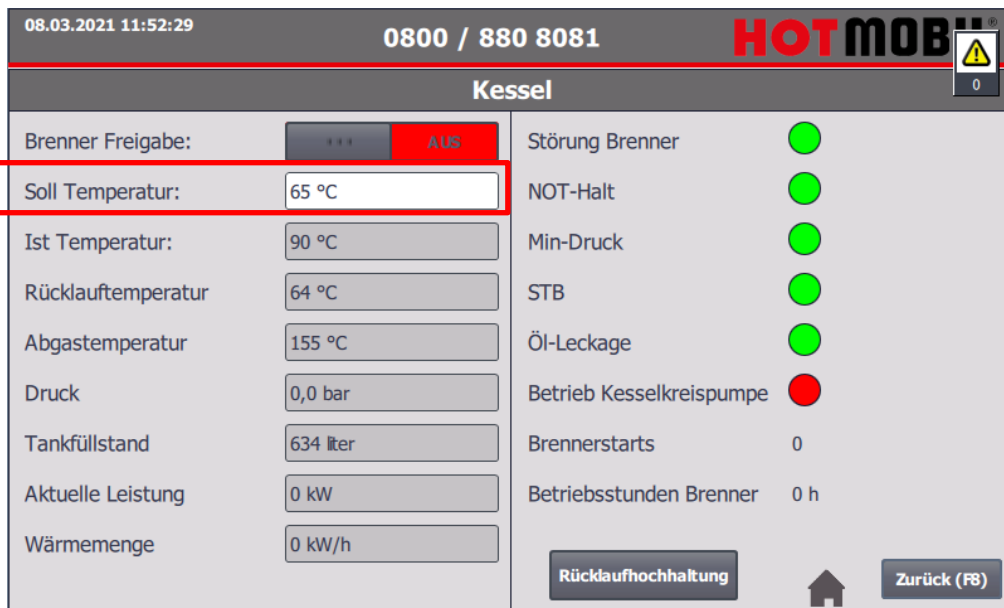 08.03.2021 11:52:29
0800 / 880 8081
HOTMOBIL®
0
Kessel
Brenner Freigabe:
AUS
Soll Temperatur:
65 °C
Ist Temperatur:
90 °C
Rücklauftemperatur
64 °C
Abgastemperatur
155 °C
Druck
0,0 bar
Tankfüllstand
634 liter
Aktuelle Leistung
0 kW
Wärmemenge
0 kW/h
Störung Brenner
NOT-Halt
Min-Druck
STB
Öl-Leckage
Betrieb Kesselkreispumpe
Brennerstarts
0
Betriebsstunden Brenner
0 h
Rücklaufhochhaltung
Zurück (F8)